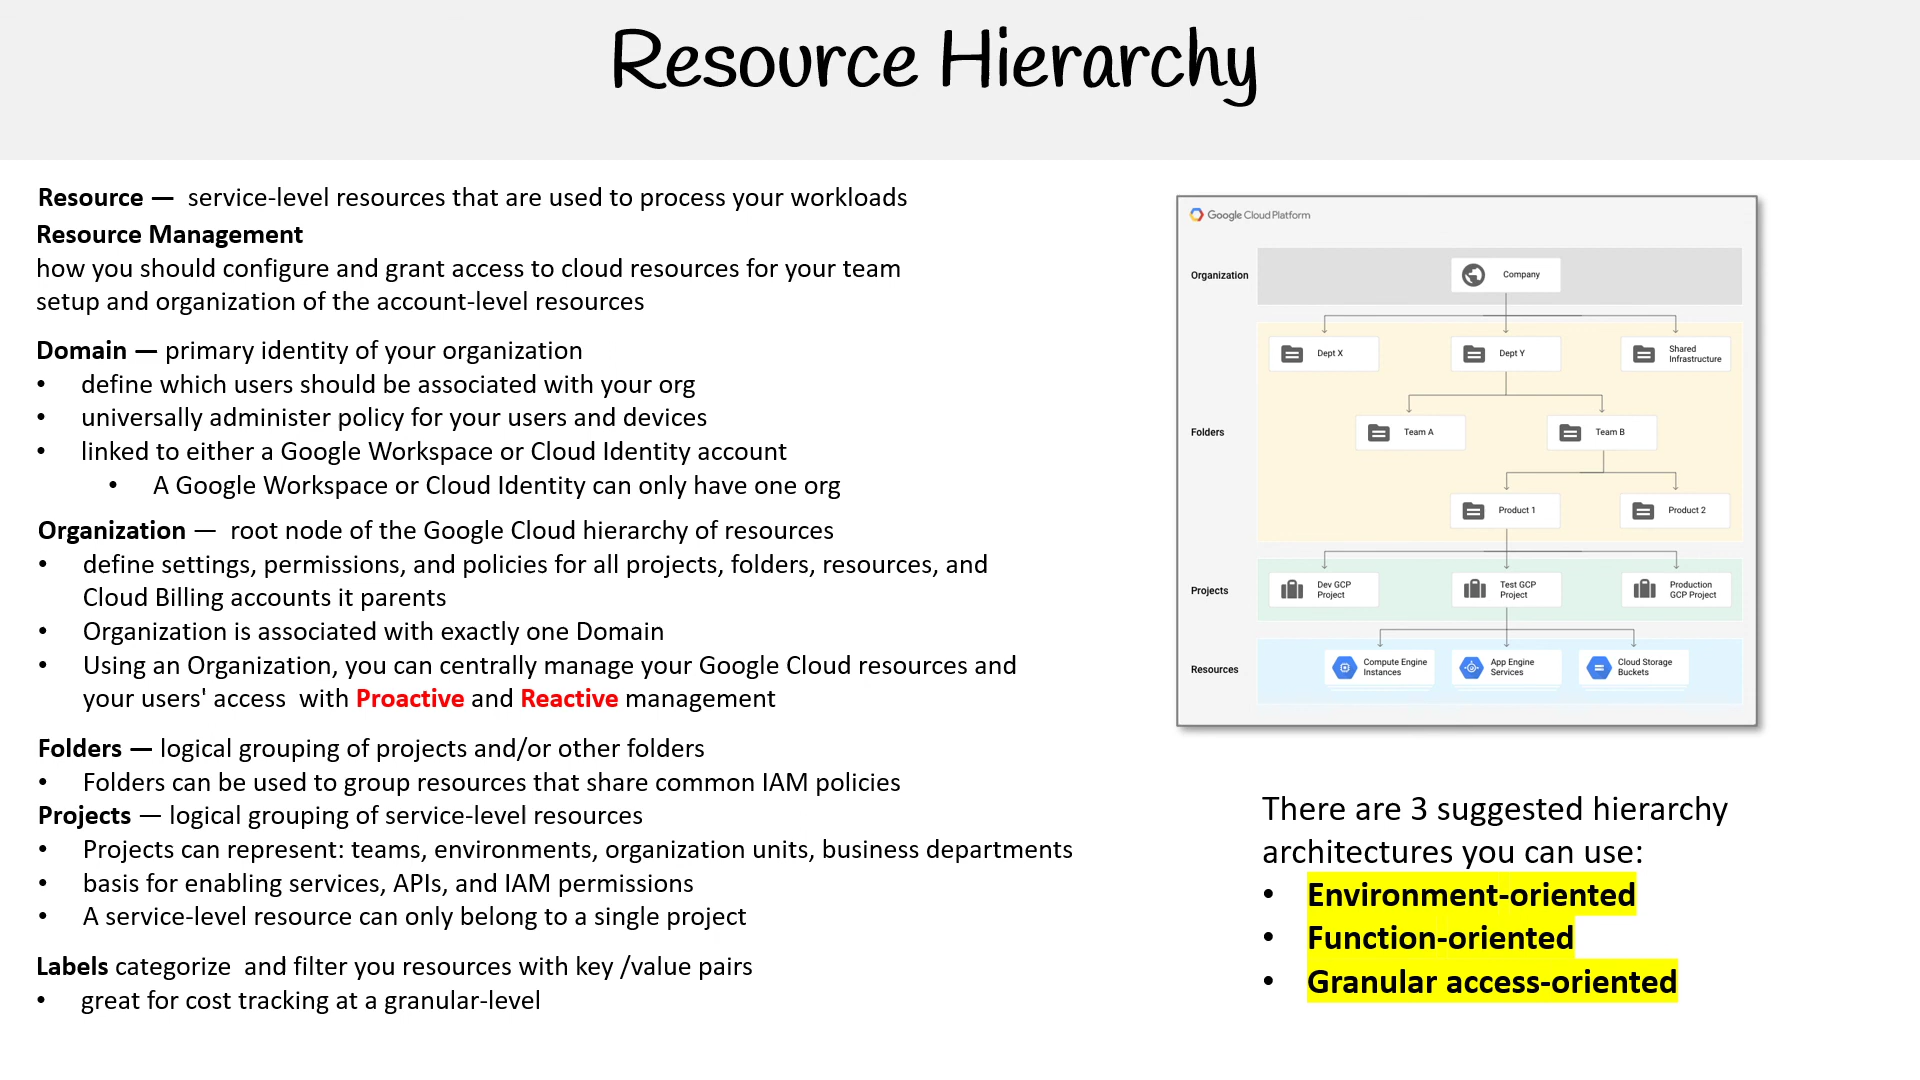 Resource Hierarchy
Resource — service-level resources that are used to process your workloads
Resource Management
how you should configure and grant access to cloud resources for your team
setup and organization of the account-level resources
Domain — primary identity of your organization
• define which users should be associated with your org
• universally administer policy for your users and devices
• linked to either a Google Workspace or Cloud Identity account
• A Google Workspace or Cloud Identity can only have one org
Organization — root node of the Google Cloud hierarchy of resources
• define settings, permissions, and policies for all projects, folders, resources, and
Cloud Billing accounts it parents
• Organization is associated with exactly one Domain
• Using an Organization, you can centrally manage your Google Cloud resources and
your users' access with Proactive and Reactive management
Folders — logical grouping of projects and/or other folders
• Folders can be used to group resources that share common IAM policies
Projects — logical grouping of service-level resources
• Projects can represent: teams, environments, organization units, business departments
• basis for enabling services, APIs, and IAM permissions
• A service-level resource can only belong to a single project
Labels categorize and filter you resources with key /value pairs
• great for cost tracking at a granular-level
Google Cloud Platform
Organization
Company
Dept X
Dept Y
Shared
Infrastructure
Folders
Team A
Team B
Product 1
Product 2
Projects
Dev GCP
Project
Test GCP
Project
Production
GCP Project
Resources
Compute Engine
Instances
App Engine
Services
Cloud Storage
Buckets
There are 3 suggested hierarchy
architectures you can use:
• Environment-oriented
• Function-oriented
• Granular access-oriented